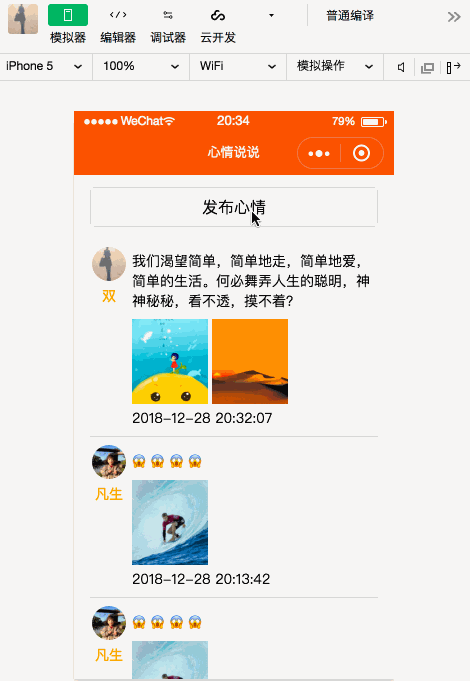 模拟器 编辑器 调试器 云开发 普通编译
iPhone 5 100% WiFi 模拟操作
WeChat 20:34 79%
心情说说
发布心情
我们渴望简单，简单地走，简单地爱，
简单的生活。何必舞弄人生的聪明，神
神秘秘，看不透，摸不着？
双
2018-12-28 20:32:07
😱 😱 😱 😱
凡生
2018-12-28 20:13:42
😱 😱 😱 😱
凡生